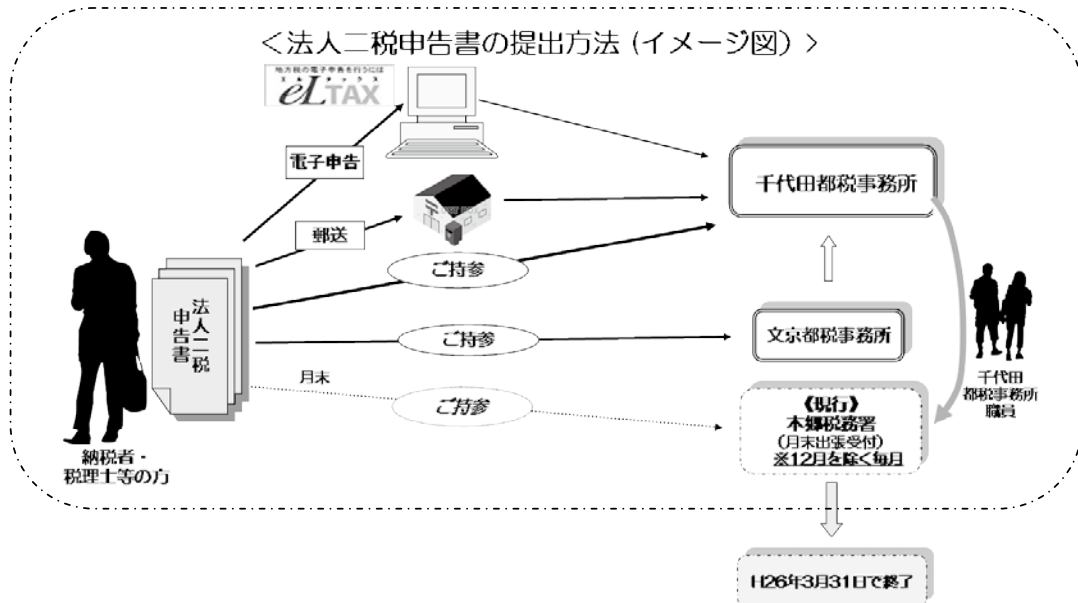 ＜法人二税申告書の提出方法（イメージ図）＞
地方税の電子申告を行うには
エルタックス
eLTAX
電子申告
千代田都税事務所
郵送
ご持参
法人二税
申告書
ご持参
文京都税事務所
月末
ご持参
《現行》
本郷税務署
（月末出張受付）
※12月を除く毎月
千代田
都税事務所
職員
納税者・
税理士等の方
H26年3月31日で終了